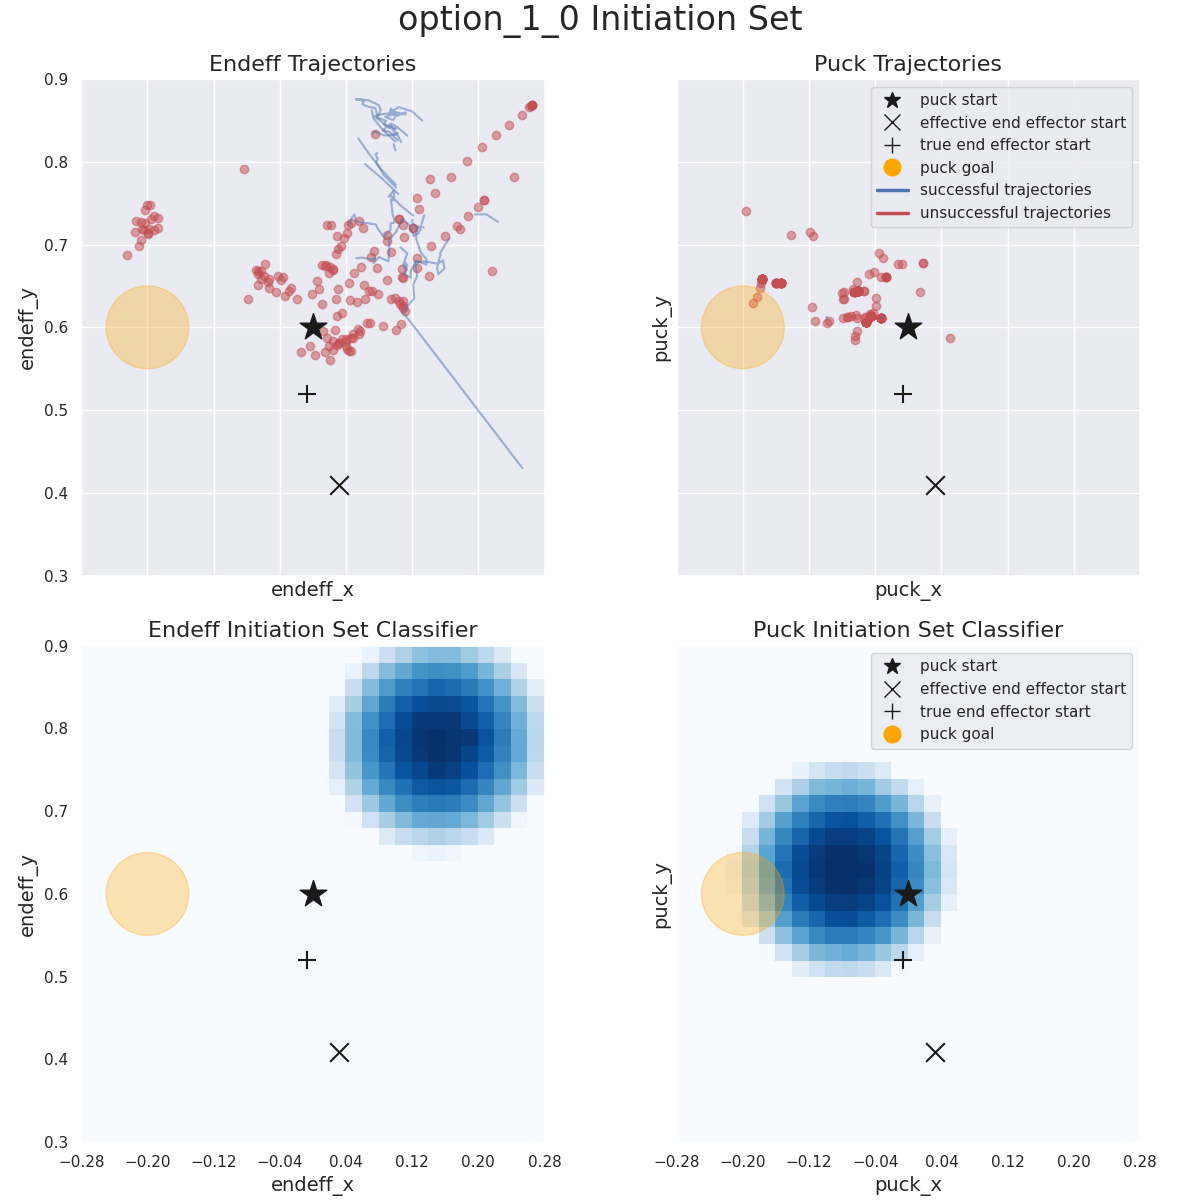 option_1_0 Initiation Set
Endeff Trajectories
Puck Trajectories
0.9
0.8
0.7
0.6
0.5
0.4
0.3
endeff_y
endeff_x
puck start
effective end effector start
true end effector start
puck goal
successful trajectories
unsuccessful trajectories
puck_y
puck_x
Endeff Initiation Set Classifier
Puck Initiation Set Classifier
0.9
0.8
0.7
0.6
0.5
0.4
0.3
endeff_y
−0.28 −0.20 −0.12 −0.04 0.04 0.12 0.20 0.28
endeff_x
puck start
effective end effector start
true end effector start
puck goal
puck_y
−0.28 −0.20 −0.12 −0.04 0.04 0.12 0.20 0.28
puck_x